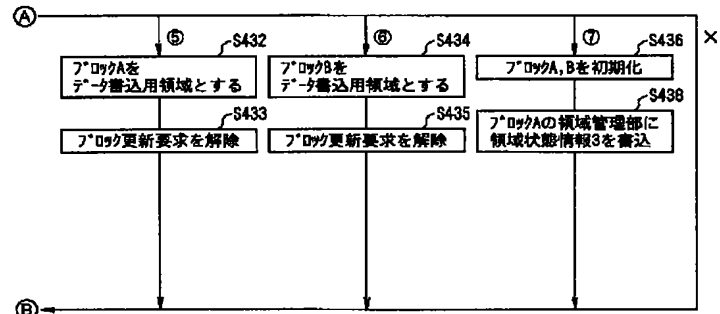 Ⓐ
⑤ S432
ブロックAを
データ書込用領域とする
S433
ブロック更新要求を解除
⑥ S434
ブロックBを
データ書込用領域とする
S435
ブロック更新要求を解除
⑦ S436
ブロックA,Bを初期化
S438
ブロックAの領域管理部に
領域状態情報3を書込
×
Ⓑ